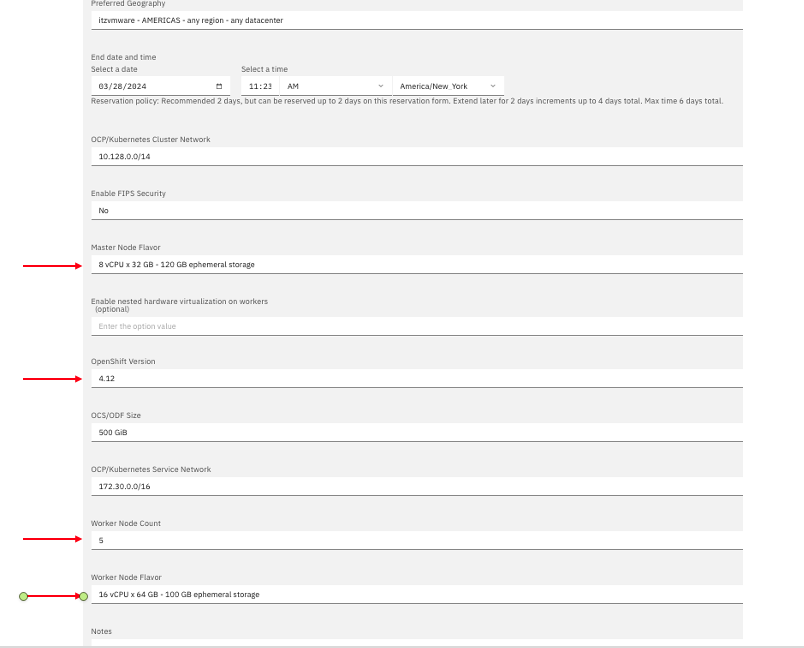 Preferred Geography
itzvmware - AMERICAS - any region - any datacenter
End date and time
Select a date
Select a time
03/28/2024
11:23
AM
America/New_York
Reservation policy: Recommended 2 days, but can be reserved up to 2 days on this reservation form. Extend later for 2 days increments up to 4 days total. Max time 6 days total.
OCP/Kubernetes Cluster Network
10.128.0.0/14
Enable FIPS Security
No
Master Node Flavor
8 vCPU x 32 GB - 120 GB ephemeral storage
Enable nested hardware virtualization on workers
(optional)
Enter the option value
OpenShift Version
4.12
OCS/ODF Size
500 GiB
OCP/Kubernetes Service Network
172.30.0.0/16
Worker Node Count
5
Worker Node Flavor
16 vCPU x 64 GB - 100 GB ephemeral storage
Notes